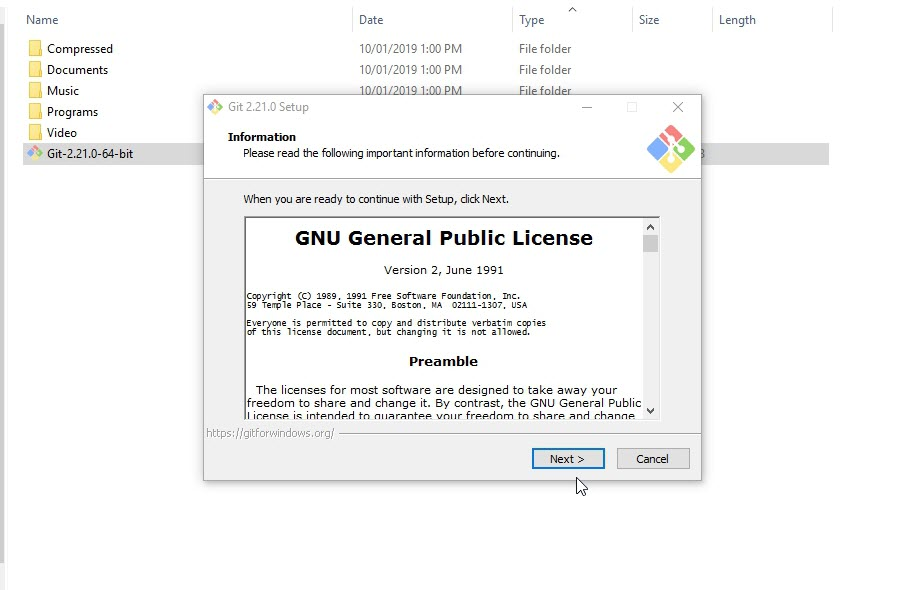 Name Date Type Size Length
Compressed 10/01/2019 1:00 PM File folder
Documents 10/01/2019 1:00 PM File folder
Music 10/01/2019 1:00 PM File folder
Programs
Video
Git-2.21.0-64-bit
Git 2.21.0 Setup
Information
Please read the following important information before continuing.
When you are ready to continue with Setup, click Next.
GNU General Public License
Version 2, June 1991
Copyright (C) 1989, 1991 Free Software Foundation, Inc.
59 Temple Place - Suite 330, Boston, MA 02111-1307, USA
Everyone is permitted to copy and distribute verbatim copies
of this license document, but changing it is not allowed.
Preamble
The licenses for most software are designed to take away your
freedom to share and change it. By contrast, the GNU General Public
License is intended to guarantee your freedom to share and change
https://gitforwindows.org/
Next > Cancel